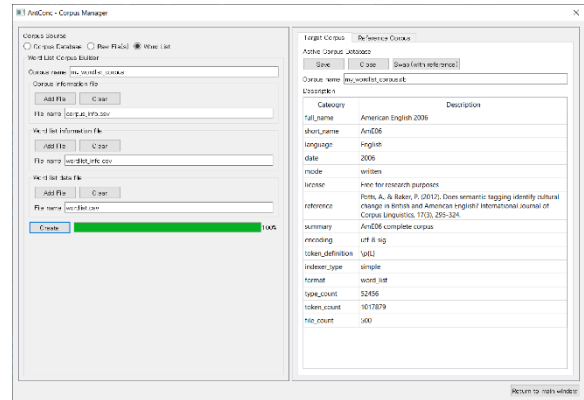 AntConc - Corpus Manager
Corpus Source
Corpus Database Raw File(s) Word List
Word List Corpus Builder
Corpus name my_wordlist_corpus
Corpus information file
Add File Clear
File name corpus_info.csv
Word list information file
Add File Clear
File name wordlist_info.csv
Word list data file
Add File Clear
File name wordlist.csv
Create 100%
Target Corpus Reference Corpus
Active Corpus Database
Save Close Swap (with reference)
Corpus name my_wordlist_corpus.db
Description
Cateogry Description
full_name American English 2006
short_name AmE06
language English
date 2006
mode written
license Free for research purposes
reference Potts, A., & Baker, P. (2012). Does semantic tagging identify cultural
change in British and American English? International Journal of
Corpus Linguistics, 17(3), 295-324.
summary AmE06 complete corpus
encoding utf-8-sig
token_definition \p{L}
indexer_type simple
format word_list
type_count 52456
token_count 1017879
file_count 500
Return to main window